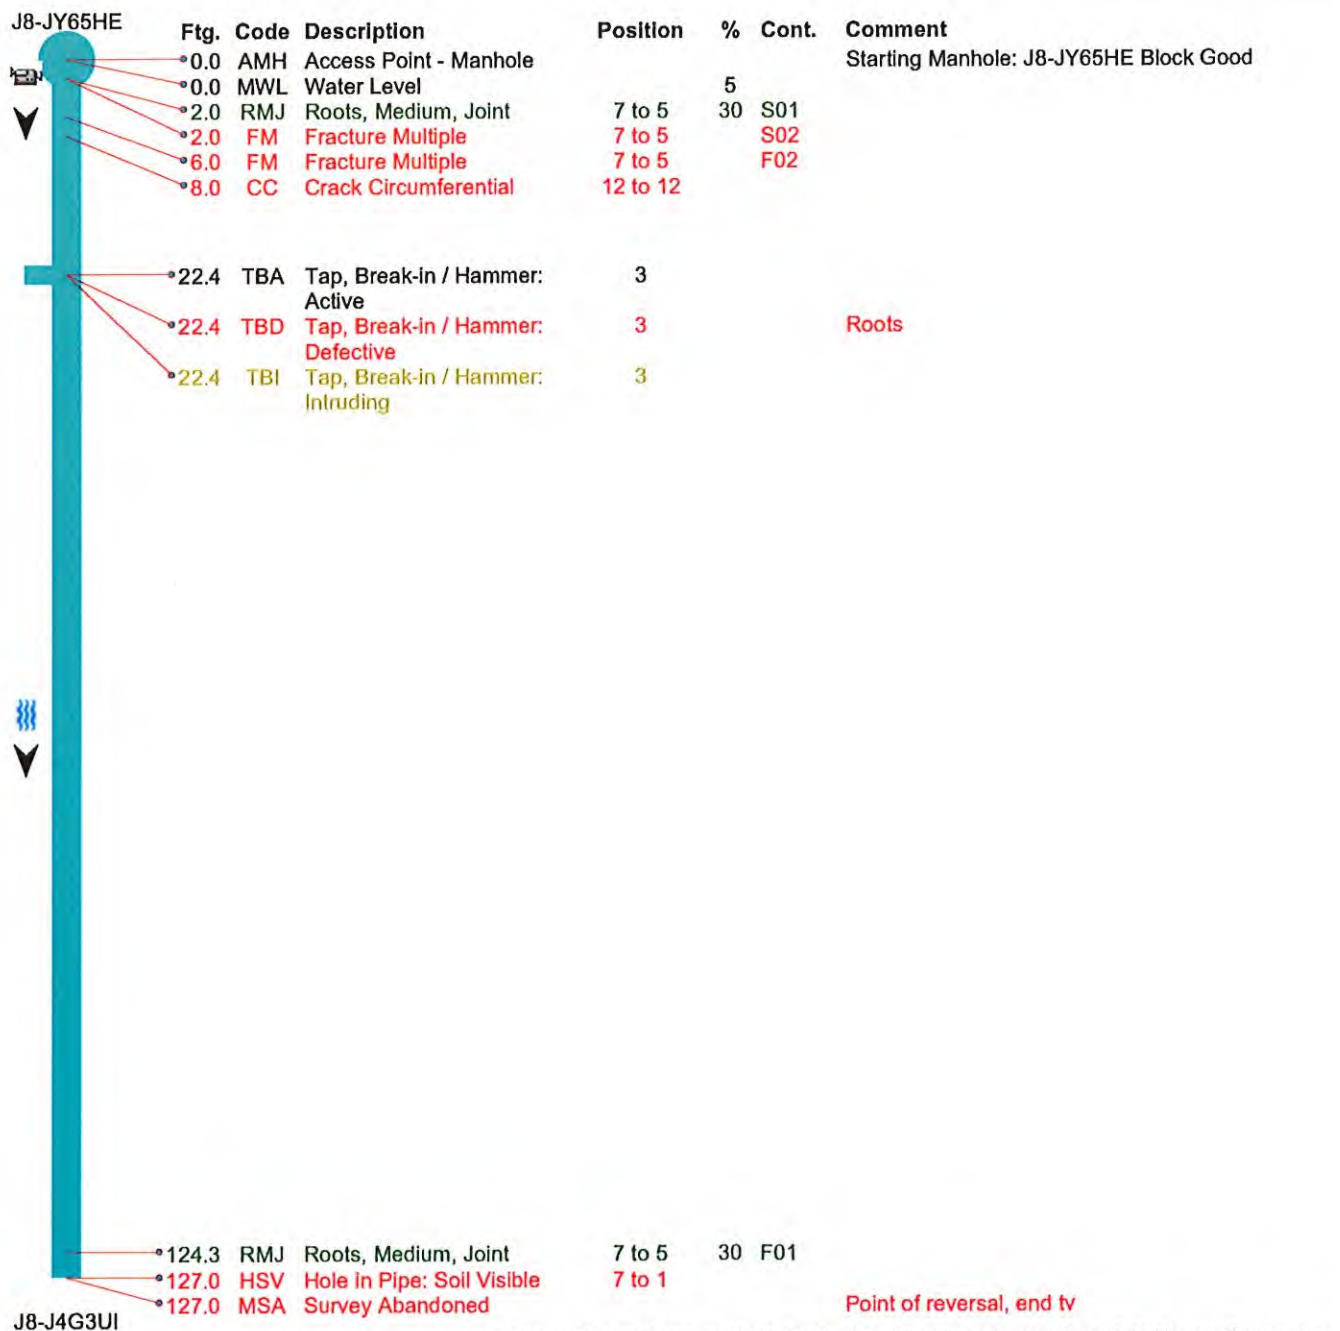 J8-JY65HE
Ftg. Code Description Position % Cont. Comment
0.0 AMH Access Point - Manhole Starting Manhole: J8-JY65HE Block Good
0.0 MWL Water Level 5
2.0 RMJ Roots, Medium, Joint 7 to 5 30 S01
2.0 FM Fracture Multiple 7 to 5 S02
6.0 FM Fracture Multiple 7 to 5 F02
8.0 CC Crack Circumferential 12 to 12
22.4 TBA Tap, Break-in / Hammer: 3
Active
22.4 TBD Tap, Break-in / Hammer: 3 Roots
Defective
22.4 TBI Tap, Break-in / Hammer: 3
Intruding
124.3 RMJ Roots, Medium, Joint 7 to 5 30 F01
127.0 HSV Hole in Pipe: Soil Visible 7 to 1
127.0 MSA Survey Abandoned Point of reversal, end tv
J8-J4G3UI